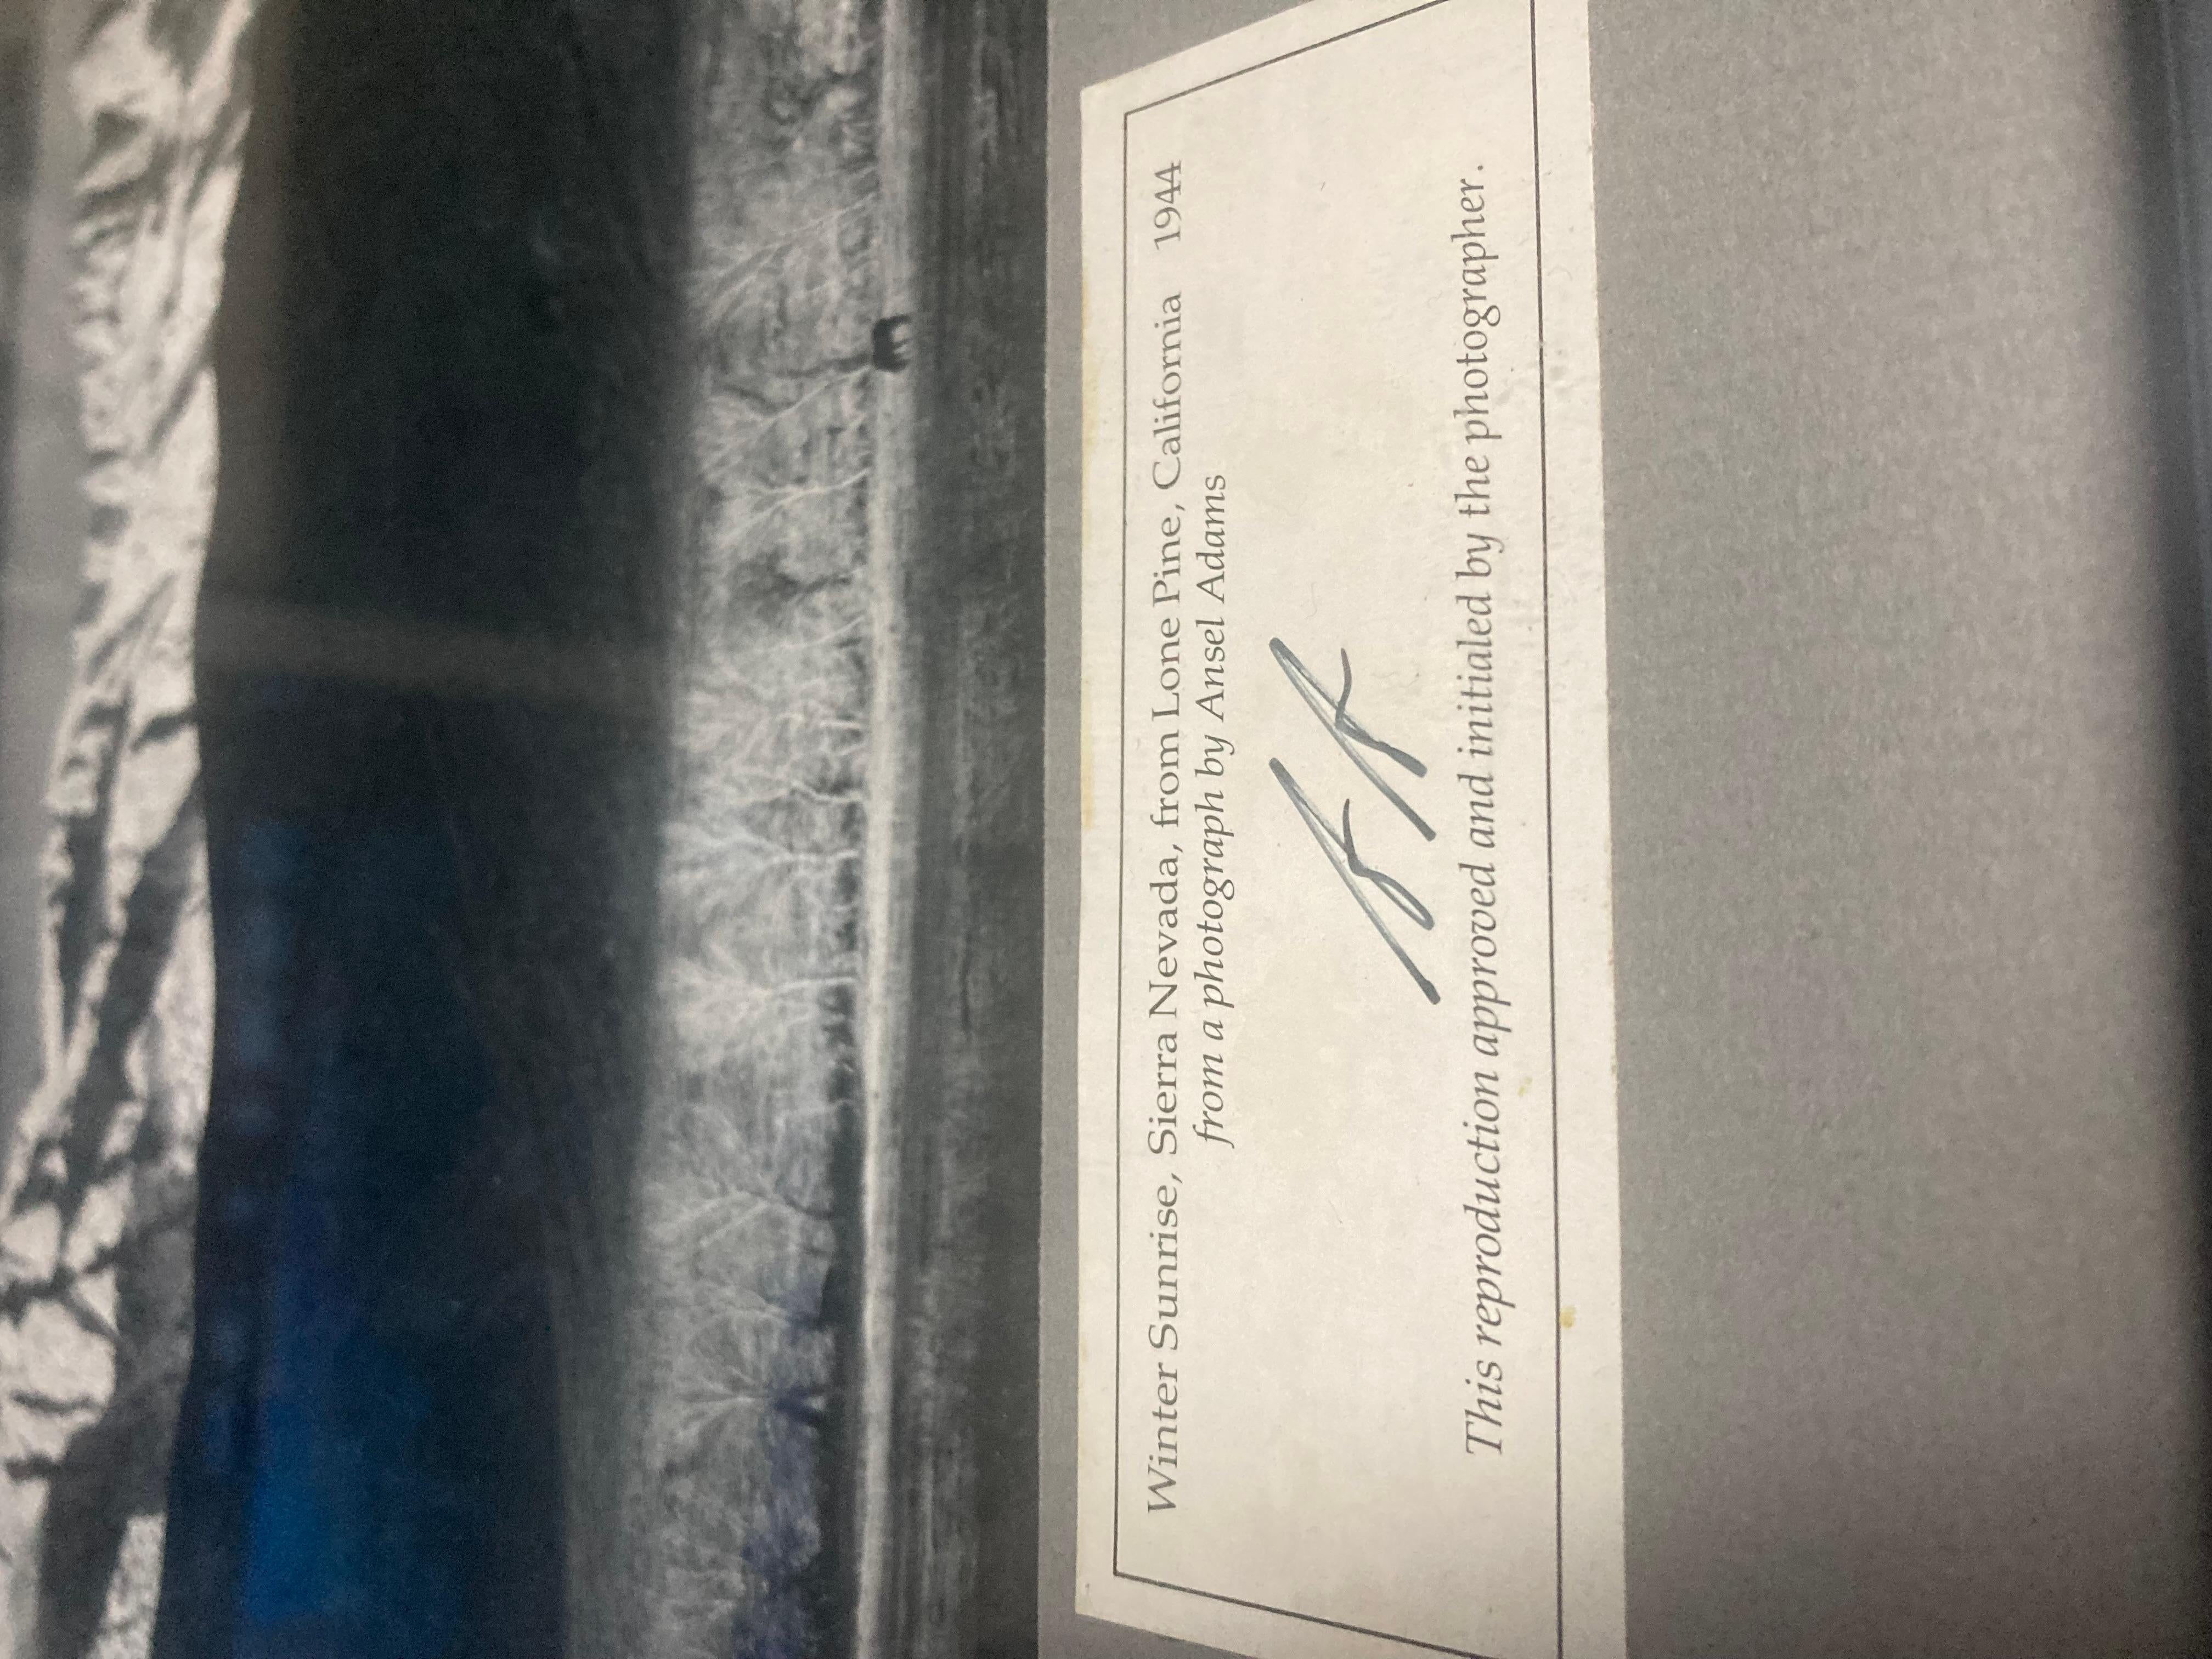 Winter Sunrise, Sierra Nevada, from Lone Pine, California 1944
from a photograph by Ansel Adams
AA
This reproduction approved and initialed by the photographer.